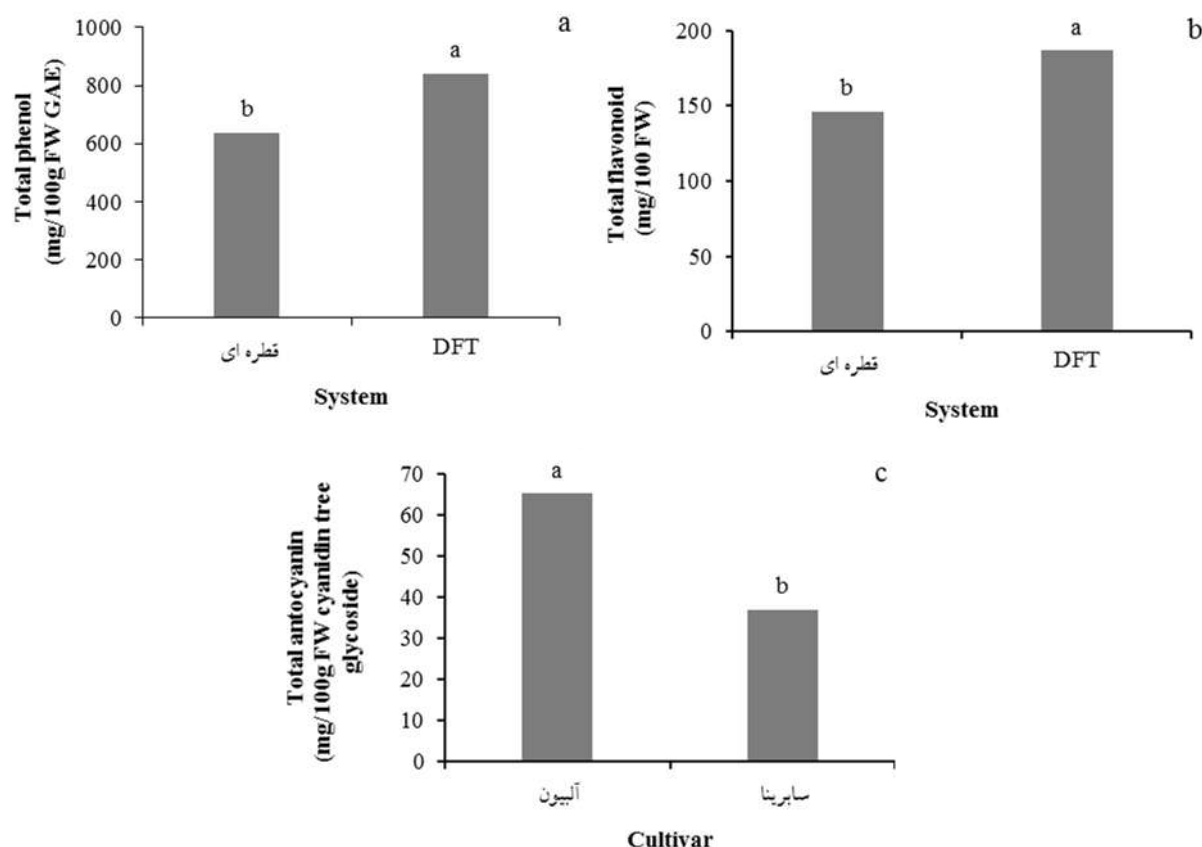 a
Total phenol
(mg/100g FW GAE)
1000
800
600
400
200
0
b
a
قطره ای
DFT
System
b
Total flavonoid
(mg/100 FW)
200
150
100
50
0
b
a
قطره ای
DFT
System
c
Total antocyanin
(mg/100g FW cyanidin tree
glycoside)
70
60
50
40
30
20
10
0
a
b
آلبیون
سابرینا
Cultivar